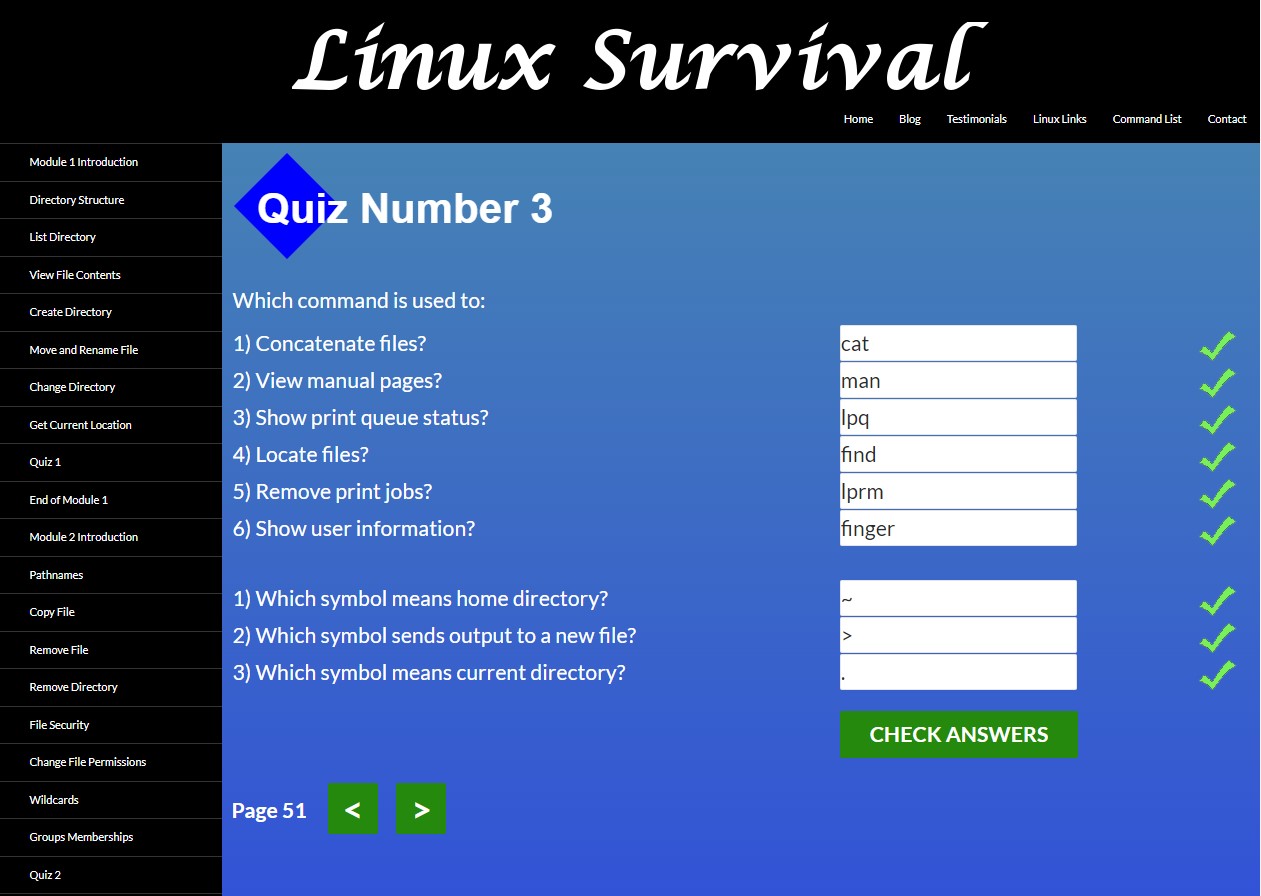 Linux Survival
Home Blog Testimonials Linux Links Command List Contact
Module 1 Introduction
Directory Structure
List Directory
View File Contents
Create Directory
Move and Rename File
Change Directory
Get Current Location
Quiz 1
End of Module 1
Module 2 Introduction
Pathnames
Copy File
Remove File
Remove Directory
File Security
Change File Permissions
Wildcards
Groups Memberships
Quiz 2
Quiz Number 3
Which command is used to:
1) Concatenate files? cat
2) View manual pages? man
3) Show print queue status? lpq
4) Locate files? find
5) Remove print jobs? lprm
6) Show user information? finger
1) Which symbol means home directory? ~
2) Which symbol sends output to a new file? >
3) Which symbol means current directory? .
CHECK ANSWERS
Page 51 < >